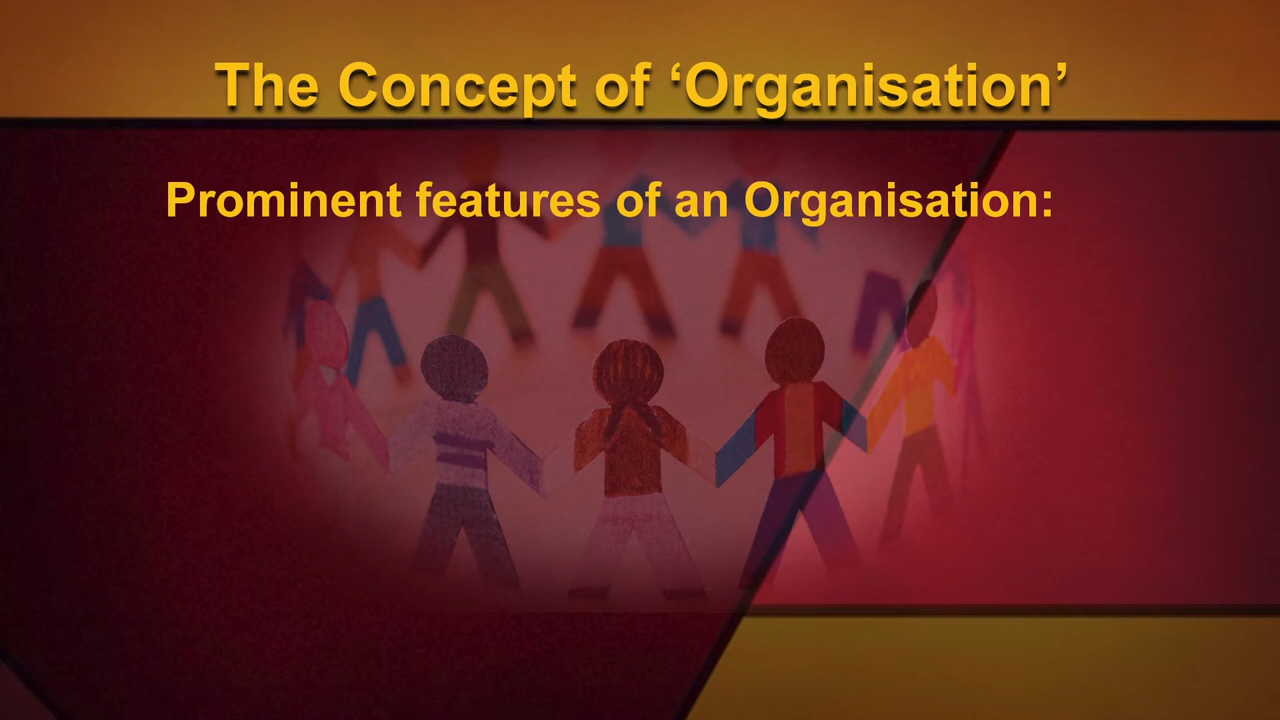 The Concept of ‘Organisation’
Prominent features of an Organisation: